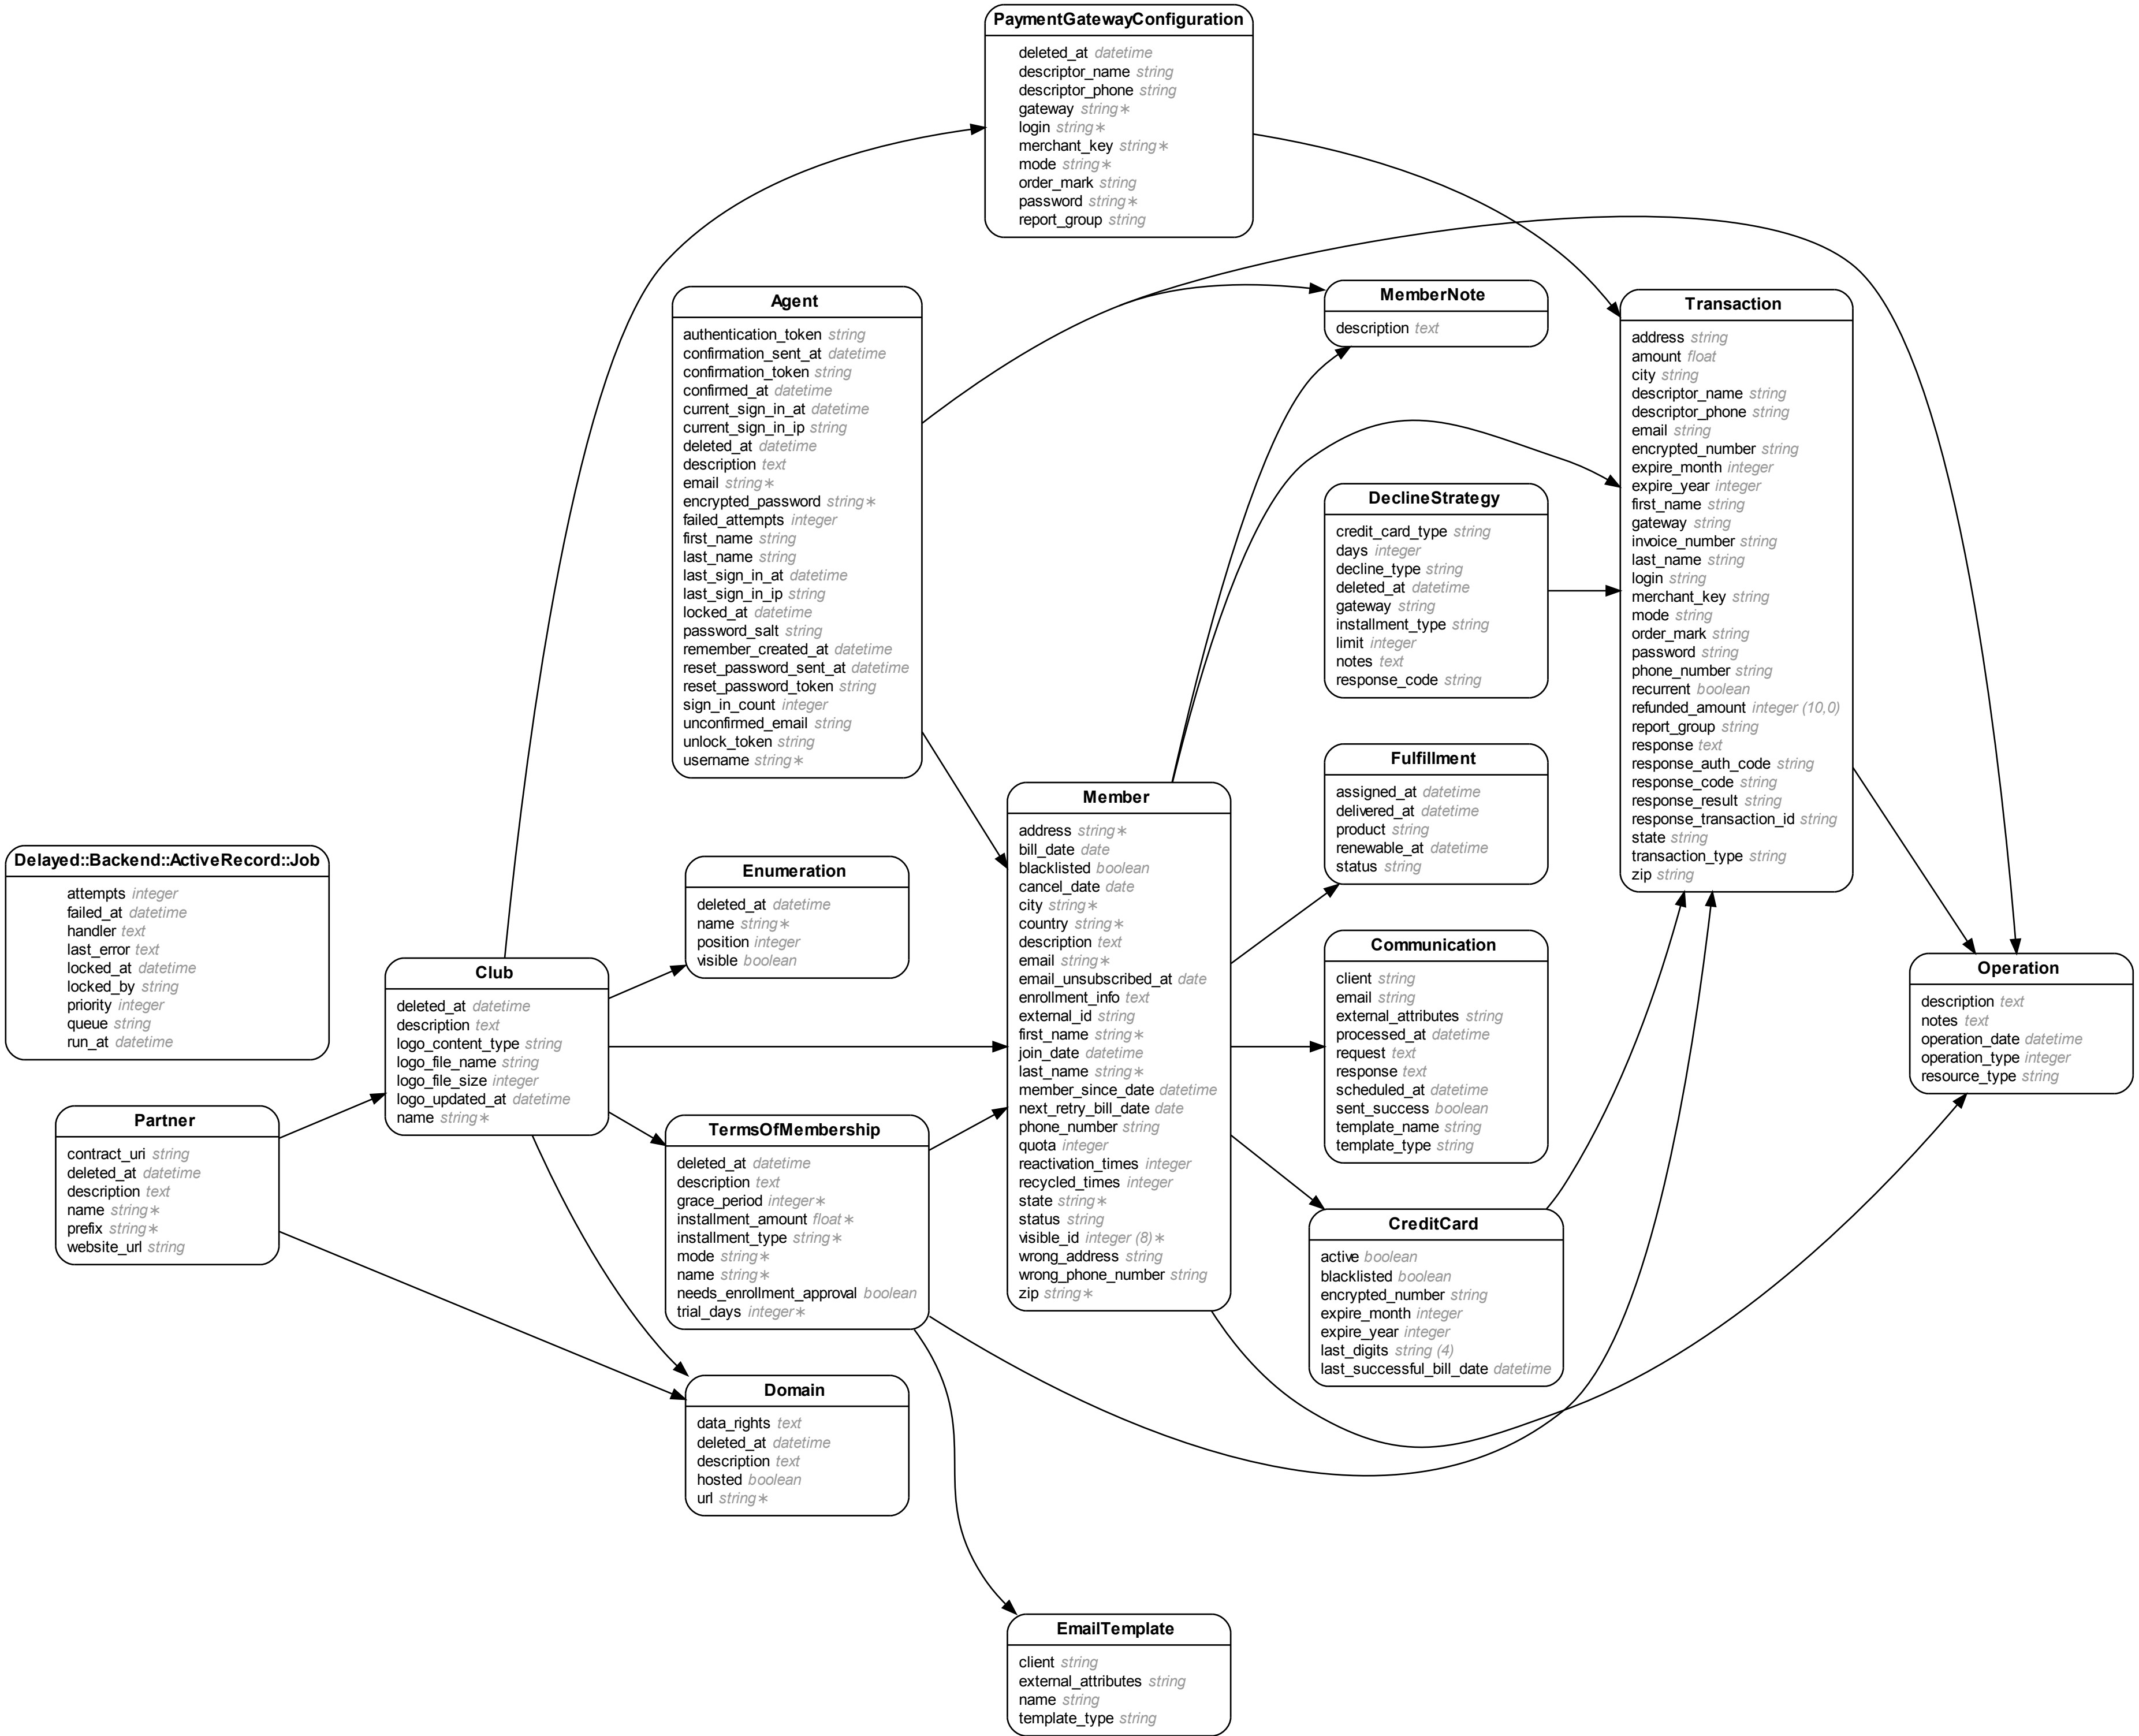 PaymentGatewayConfiguration
deleted_at datetime
descriptor_name string
descriptor_phone string
gateway string∗
login string∗
merchant_key string∗
mode string∗
order_mark string
password string∗
report_group string
Agent
authentication_token string
confirmation_sent_at datetime
confirmation_token string
confirmed_at datetime
current_sign_in_at datetime
current_sign_in_ip string
deleted_at datetime
description text
email string∗
encrypted_password string∗
failed_attempts integer
first_name string
last_name string
last_sign_in_at datetime
last_sign_in_ip string
locked_at datetime
password_salt string
remember_created_at datetime
reset_password_sent_at datetime
reset_password_token string
sign_in_count integer
unconfirmed_email string
unlock_token string
username string∗
MemberNote
description text
Transaction
address string
amount float
city string
descriptor_name string
descriptor_phone string
email string
encrypted_number string
expire_month integer
expire_year integer
first_name string
gateway string
invoice_number string
last_name string
login string
merchant_key string
mode string
order_mark string
password string
phone_number string
recurrent boolean
refunded_amount integer (10,0)
report_group string
response text
response_auth_code string
response_code string
response_result string
response_transaction_id string
state string
transaction_type string
zip string
DeclineStrategy
credit_card_type string
days integer
decline_type string
deleted_at datetime
gateway string
installment_type string
limit integer
notes text
response_code string
Fulfillment
assigned_at datetime
delivered_at datetime
product string
renewable_at datetime
status string
Member
address string∗
bill_date date
blacklisted boolean
cancel_date date
city string∗
country string∗
description text
email string∗
email_unsubscribed_at date
enrollment_info text
external_id string
first_name string∗
join_date datetime
last_name string∗
member_since_date datetime
next_retry_bill_date date
phone_number string
quota integer
reactivation_times integer
recycled_times integer
state string∗
status string
visible_id integer (8)∗
wrong_address string
wrong_phone_number string
zip string∗
Delayed::Backend::ActiveRecord::Job
attempts integer
failed_at datetime
handler text
last_error text
locked_at datetime
locked_by string
priority integer
queue string
run_at datetime
Enumeration
deleted_at datetime
name string∗
position integer
visible boolean
Club
deleted_at datetime
description text
logo_content_type string
logo_file_name string
logo_file_size integer
logo_updated_at datetime
name string∗
Communication
client string
email string
external_attributes string
processed_at datetime
request text
response text
scheduled_at datetime
sent_success boolean
template_name string
template_type string
Operation
description text
notes text
operation_date datetime
operation_type integer
resource_type string
Partner
contract_uri string
deleted_at datetime
description text
name string∗
prefix string∗
website_url string
TermsOfMembership
deleted_at datetime
description text
grace_period integer∗
installment_amount float∗
installment_type string∗
mode string∗
name string∗
needs_enrollment_approval boolean
trial_days integer∗
CreditCard
active boolean
blacklisted boolean
encrypted_number string
expire_month integer
expire_year integer
last_digits string (4)
last_successful_bill_date datetime
Domain
data_rights text
deleted_at datetime
description text
hosted boolean
url string∗
EmailTemplate
client string
external_attributes string
name string
template_type string